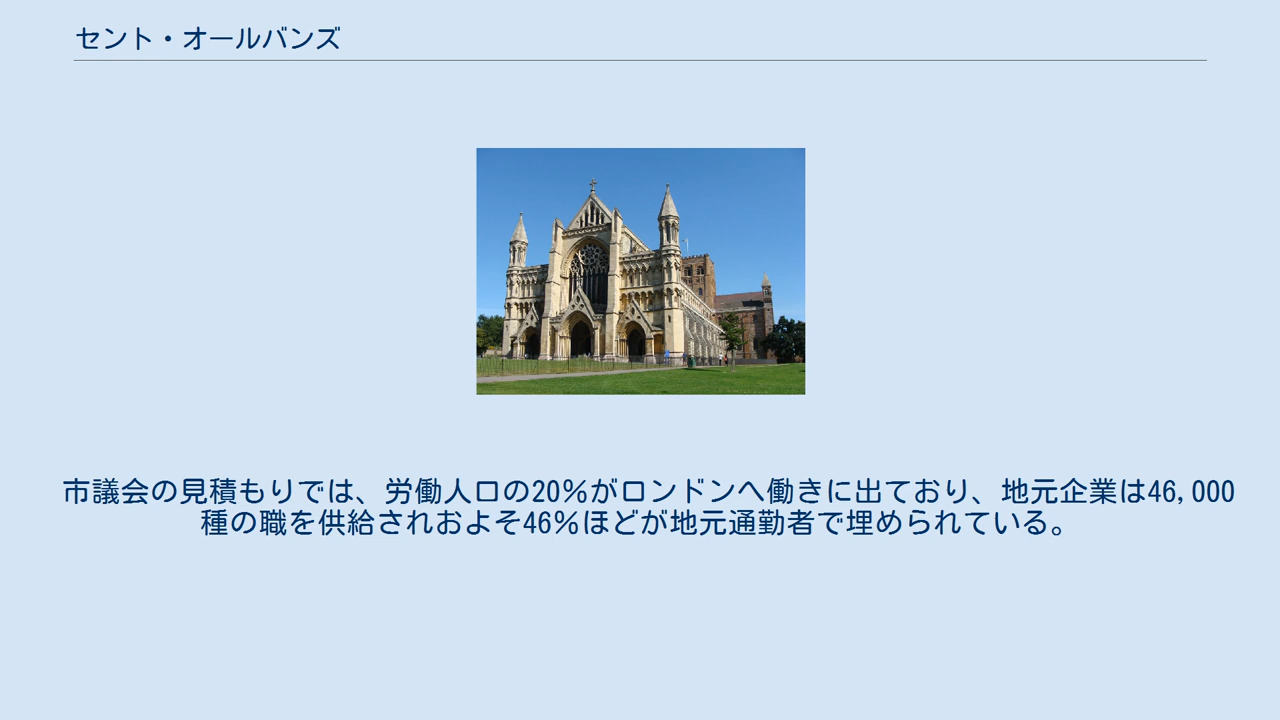 セント・オールバンズ
市議会の見積もりでは、労働人口の20％がロンドンへ働きに出ており、地元企業は46,000
種の職を供給されおよそ46％ほどが地元通勤者で埋められている。